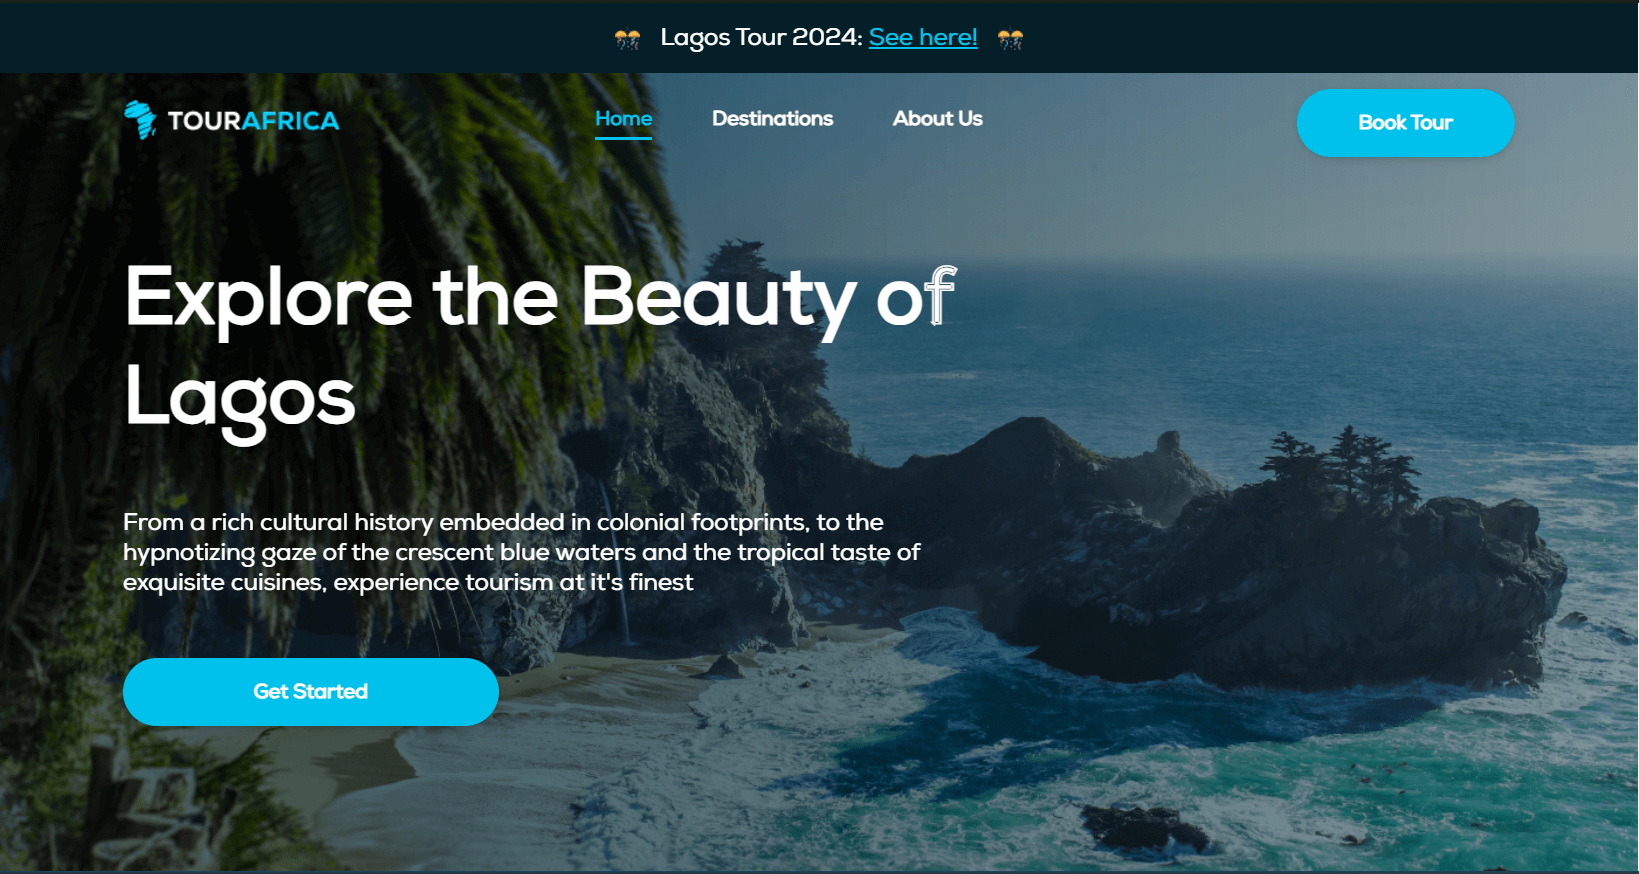 Lagos Tour 2024: See here!
TOURAFRICA
Home
Destinations
About Us
Book Tour
Explore the Beauty of
Lagos
From a rich cultural history embedded in colonial footprints, to the
hypnotizing gaze of the crescent blue waters and the tropical taste of
exquisite cuisines, experience tourism at it's finest
Get Started